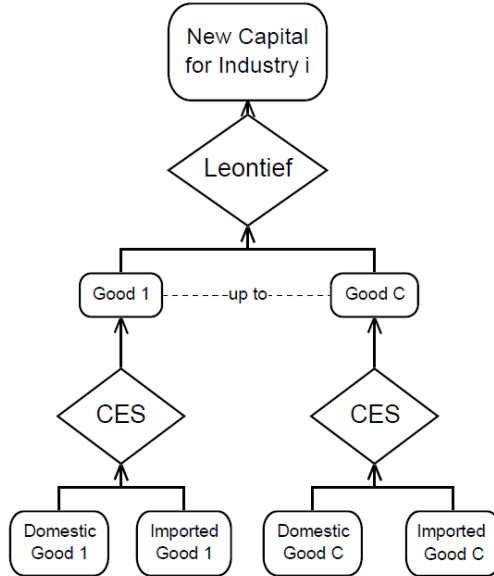 New Capital
for Industry i
Leontief
Good 1
up to
Good C
CES
CES
Domestic
Good 1
Imported
Good 1
Domestic
Good C
Imported
Good C